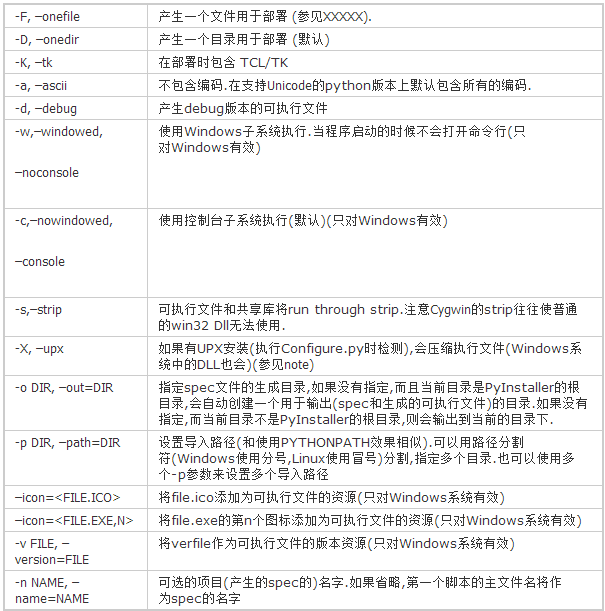 -F, –onefile 产生一个文件用于部署 (参见XXXXX).
-D, –onedir 产生一个目录用于部署 (默认)
-K, –tk 在部署时包含 TCL/TK
-a, –ascii 不包含编码.在支持Unicode的python版本上默认包含所有的编码.
-d, –debug 产生debug版本的可执行文件
-w,–windowed, 使用Windows子系统执行.当程序启动的时候不会打开命令行(只
对Windows有效)
–noconsole
-c,–nowindowed, 使用控制台子系统执行(默认)(只对Windows有效)
–console
-s,–strip 可执行文件和共享库将run through strip.注意Cygwin的strip往往使普通
的win32 Dll无法使用.
-X, –upx 如果有UPX安装(执行Configure.py时检测),会压缩执行文件(Windows系
统中的DLL也会)(参见note)
-o DIR, –out=DIR 指定spec文件的生成目录,如果没有指定,而且当前目录是PyInstaller的根
目录,会自动创建一个用于输出(spec和生成的可执行文件)的目录.如果没有
指定,而当前目录不是PyInstaller的根目录,则会输出到当前的目录下.
-p DIR, –path=DIR 设置导入路径(和使用PYTHONPATH效果相似).可以用路径分割
符(Windows使用分号,Linux使用冒号)分割,指定多个目录.也可以使用多
个-p参数来设置多个导入路径
–icon=<FILE.ICO> 将file.ico添加为可执行文件的资源(只对Windows系统有效)
–icon=<FILE.EXE,N> 将file.exe的第n个图标添加为可执行文件的资源(只对Windows系统有效)
-v FILE, – 将verfile作为可执行文件的版本资源(只对Windows系统有效)
version=FILE
-n NAME, – 可选的项目(产生的spec的)名字.如果省略,第一个脚本的主文件名将作
name=NAME 为spec的名字